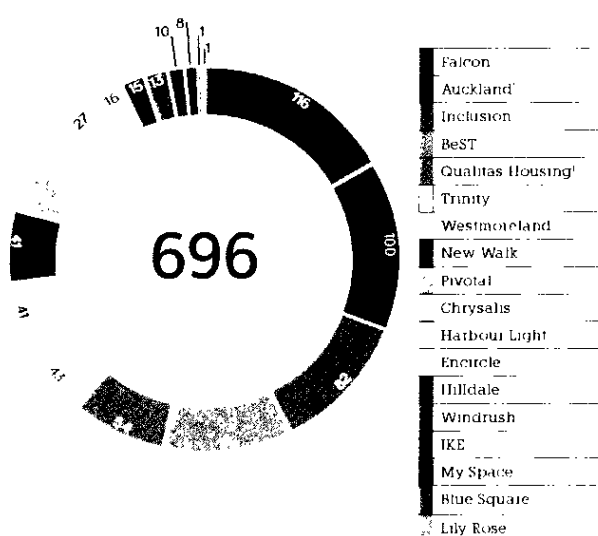 10
8
1
1
15
13
16
27
116
100
696
41
Falcon
Auckland
Inclusion
BeST
Qualitas Housing
Trinity
Westmoreland
New Walk
Pivotal
Chrysalis
Harbour Light
Encircle
Hilldale
Windrush
IKE
My Space
Blue Square
Lily Rose